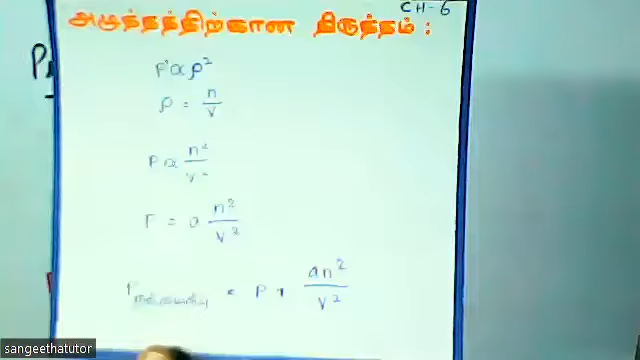 CH-6
அழுத்தத்திற்கான திருத்தம் :
P' ∝ ρ²
ρ = n/V
P ∝ n²/V²
P = a n²/V²
P = P + an²/V²
sangeethatutor